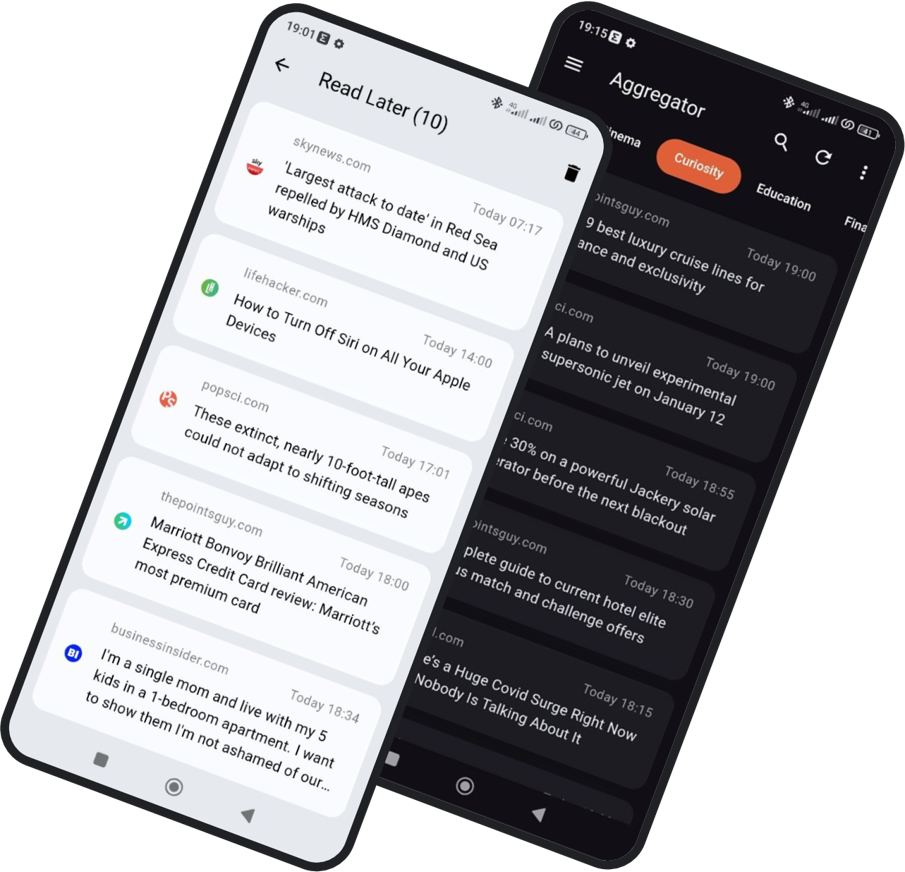 19:01
Read Later (10)
44
skynews.com
Today 07:17
'Largest attack to date' in Red Sea
repelled by HMS Diamond and US
warships
lifehacker.com
Today 14:00
How to Turn Off Siri on All Your Apple
Devices
popsci.com
Today 17:01
These extinct, nearly 10-foot-tall apes
could not adapt to shifting seasons
thepointsguy.com
Today 18:00
Marriott Bonvoy Brilliant American
Express Credit Card review: Marriott's
most premium card
BI
businessinsider.com
Today 18:34
I'm a single mom and live with my 5
kids in a 1-bedroom apartment. I want
to show them I'm not ashamed of our...
19:15
4G
41
Aggregator
inema
Curiosity
Education
Fina
ointsguy.com
Today 19:00
9 best luxury cruise lines for
ance and exclusivity
ci.com
Today 19:00
A plans to unveil experimental
supersonic jet on January 12
ci.com
Today 18:55
30% on a powerful Jackery solar
erator before the next blackout
ointsguy.com
Today 18:30
plete guide to current hotel elite
us match and challenge offers
l.com
Today 18:15
e's a Huge Covid Surge Right Now
Nobody Is Talking About It